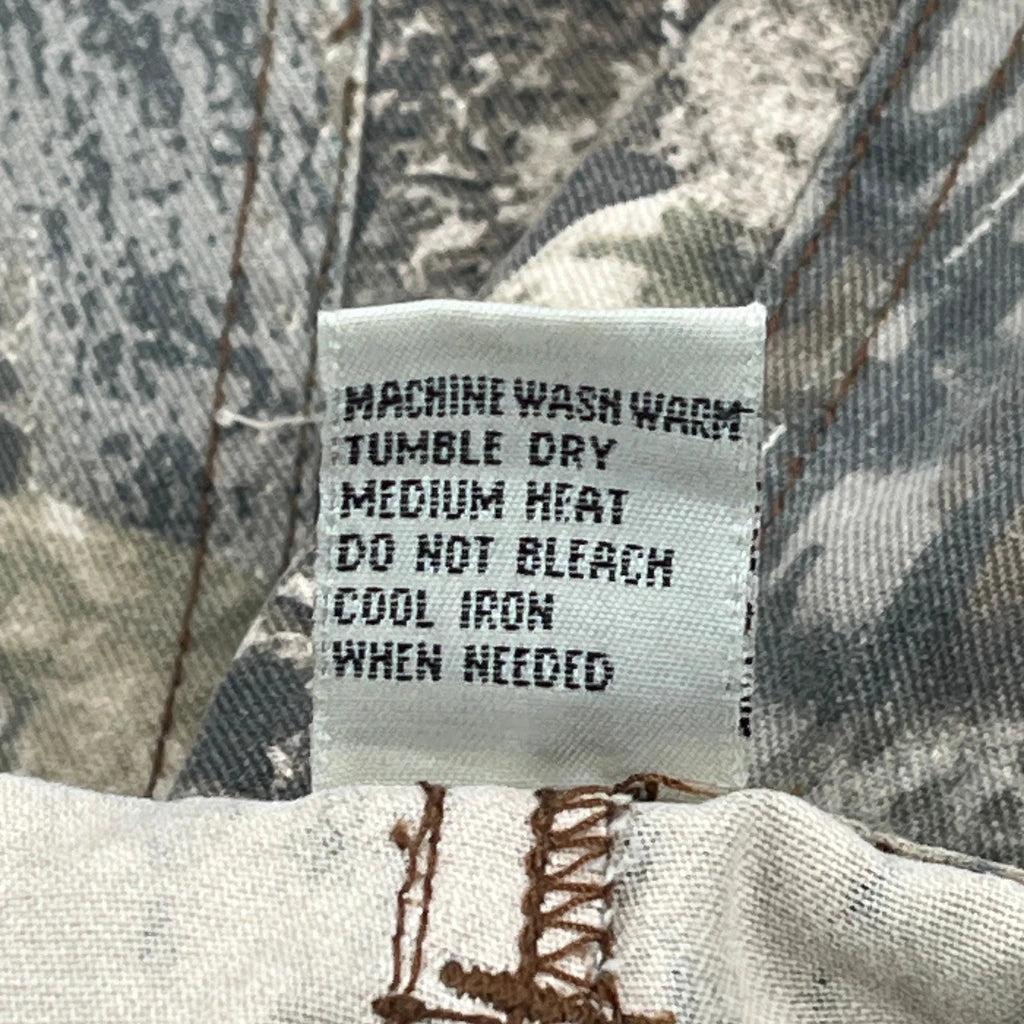 MACHINE WASH WARM
TUMBLE DRY
MEDIUM HEAT
DO NOT BLEACH
COOL IRON
WHEN NEEDED